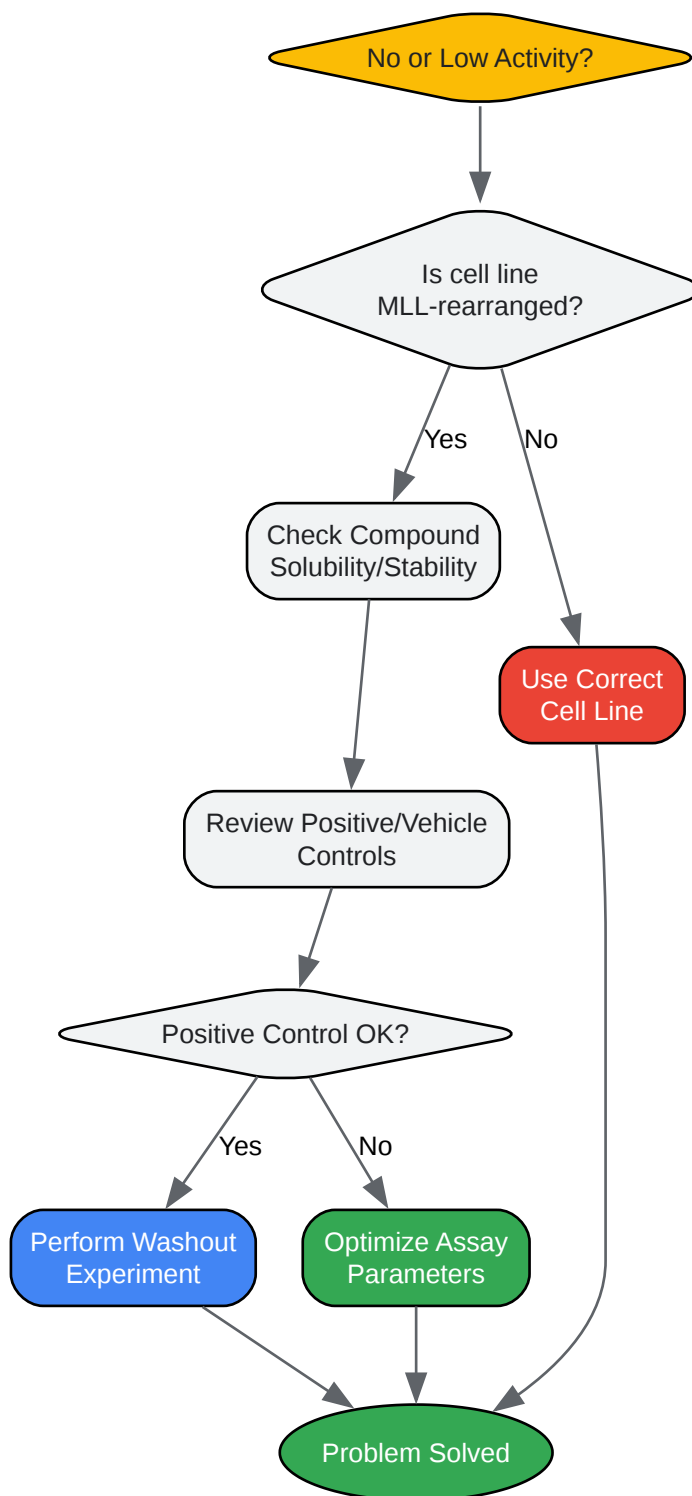 No or Low Activity?
Is cell line
MLL-rearranged?
Yes
No
Check Compound
Solubility/Stability
Use Correct
Cell Line
Review Positive/Vehicle
Controls
Positive Control OK?
Yes
No
Perform Washout
Experiment
Optimize Assay
Parameters
Problem Solved